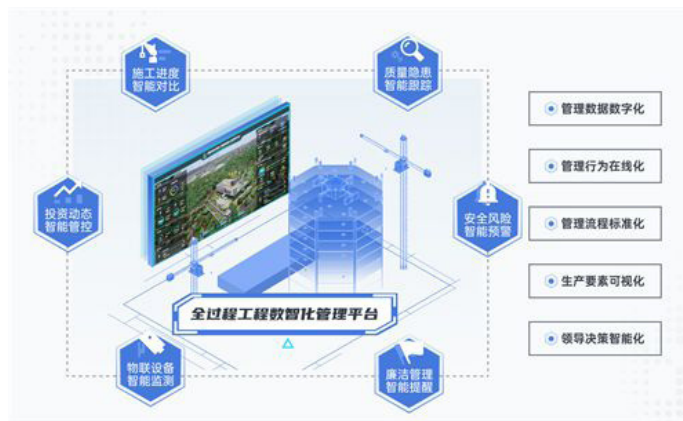 施工进度
智能对比
质量隐患
智能跟踪
投资动态
智能管控
安全风险
智能预警
全过程工程数智化管理平台
物联设备
智能监测
廉洁管理
智能提醒
管理数据数字化
管理行为在线化
管理流程标准化
生产要素可视化
领导决策智能化